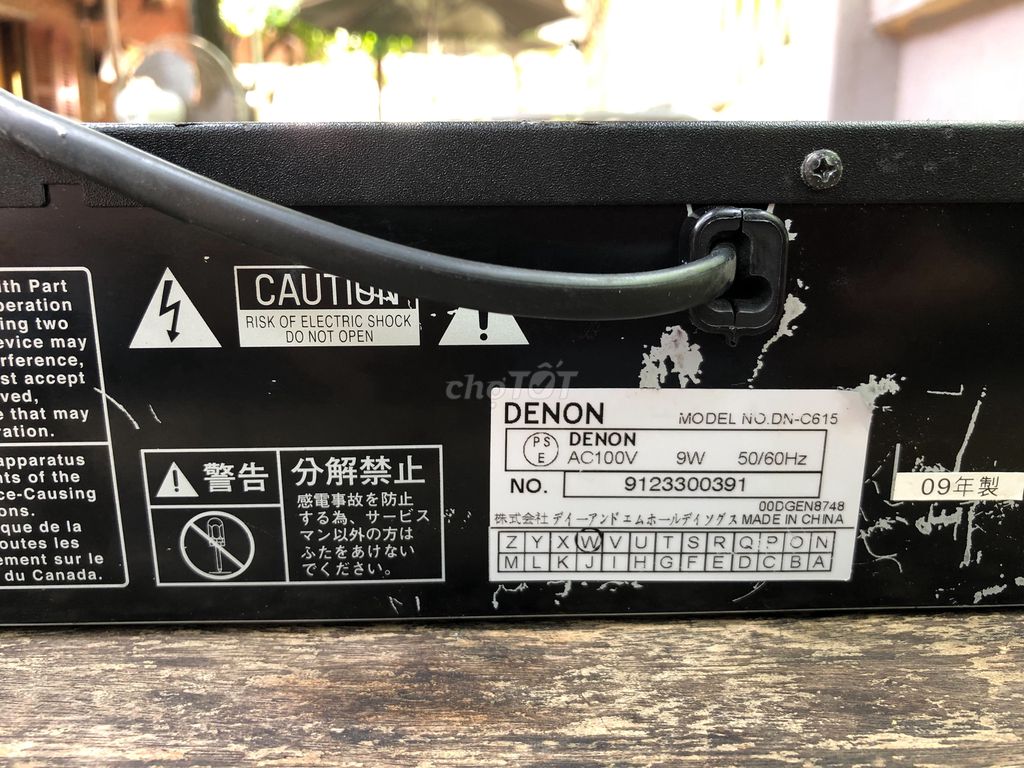 ith Part
peration
ing two
evice may
erference,
st accept
ved,
e that may
ration.
apparatus
nts of the
ce-Causing
ons.
que de la
outes les
ement sur le
du Canada.
CAUTION
RISK OF ELECTRIC SHOCK
DO NOT OPEN
!
! 警告
分解禁止
感電事故を防止
する為、サービス
マン以外の方は
ふたをあけない
でください。
chợTỐT
DENON MODEL NO.DN-C615
PS
E
DENON
AC100V 9W 50/60Hz
NO. 9123300391
00DGEN8748
株式会社 ディーアンドエムホールディングス MADE IN CHINA
Z Y X W V U T S R Q P O N
M L K J I H G F E D C B A
09年製